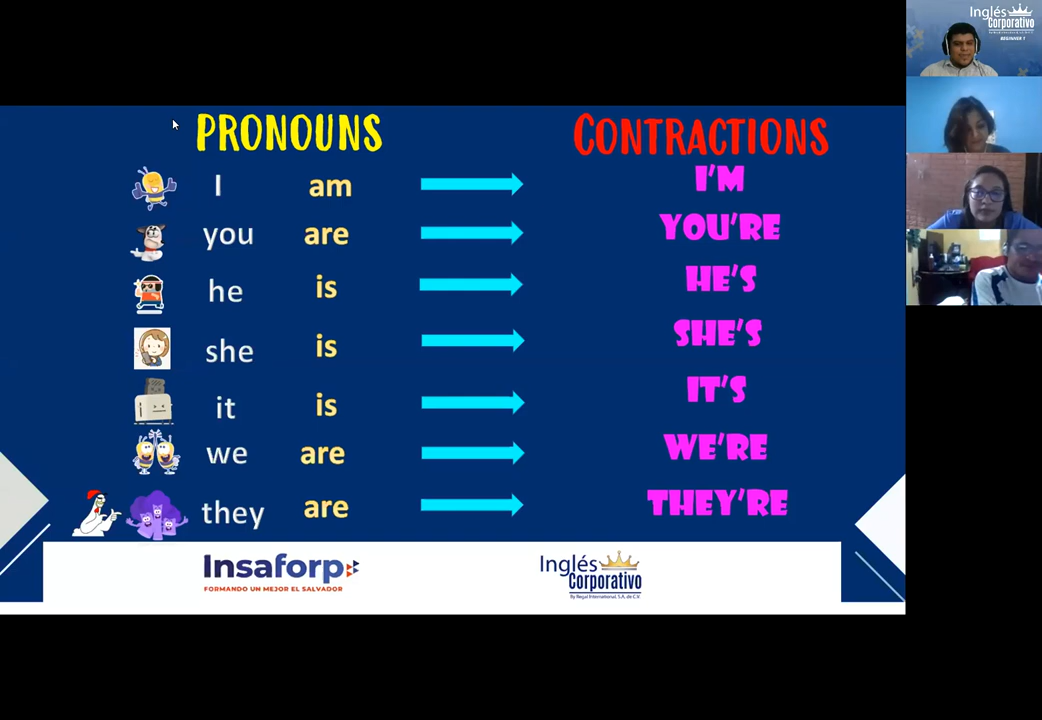 PRONOUNS CONTRACTIONS
I am I'M
you are YOU'RE
he is HE'S
she is SHE'S
it is IT'S
we are WE'RE
they are THEY'RE
Insaforp
FORMANDO UN MEJOR EL SALVADOR
Inglés
Corporativo
By Regal International, S.A. de C.V.
Inglés
Corporativo
BEGINNER 1